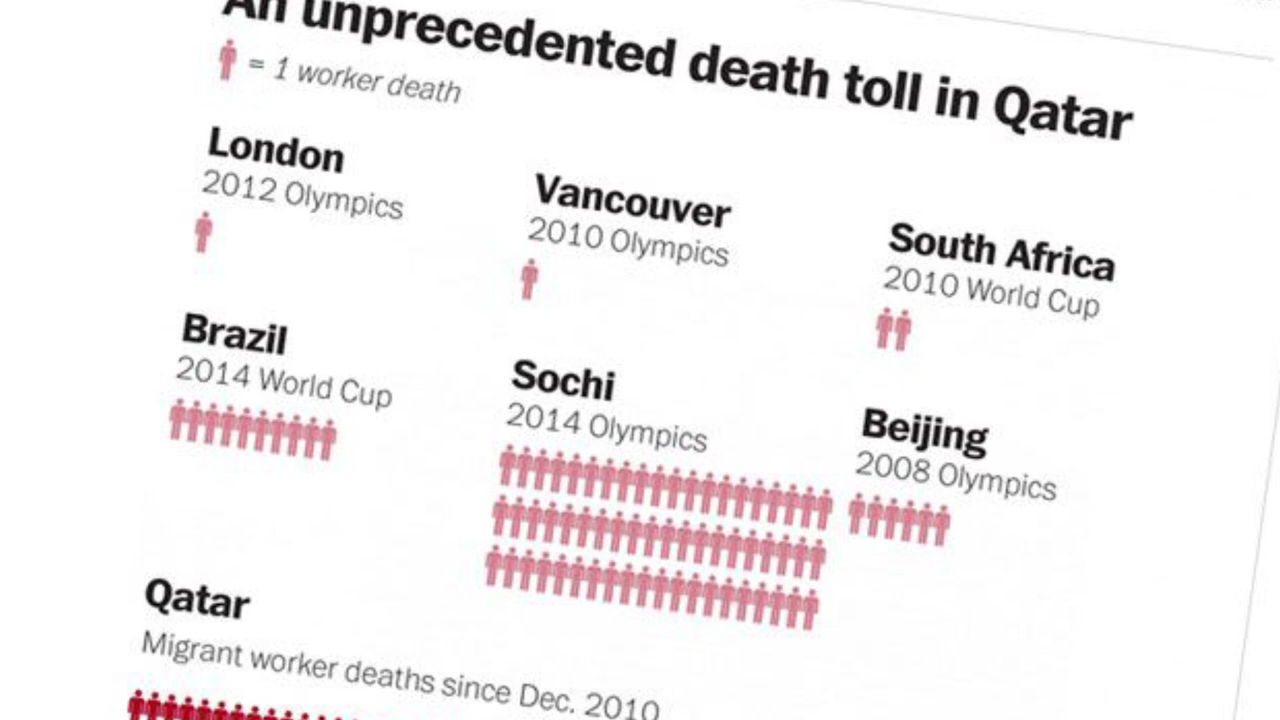 An unprecedented death toll in Qatar
= 1 worker death
London
2012 Olympics
Vancouver
2010 Olympics
South Africa
2010 World Cup
Brazil
2014 World Cup
Sochi
2014 Olympics
Beijing
2008 Olympics
Qatar
Migrant worker deaths since Dec. 2010